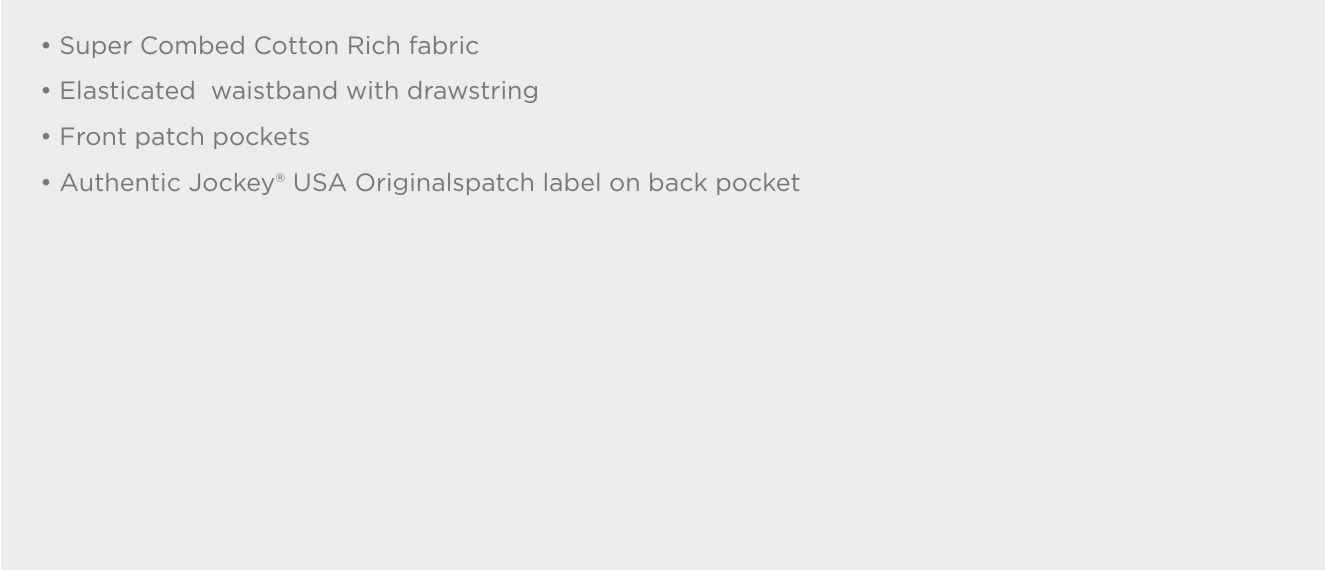 • Super Combed Cotton Rich fabric
• Elasticated  waistband with drawstring
• Front patch pockets
• Authentic Jockey® USA Originalspatch label on back pocket